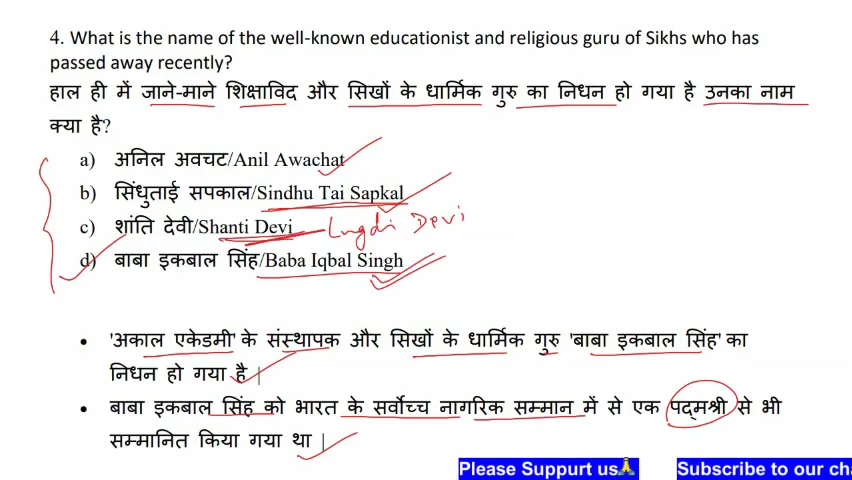 4. What is the name of the well-known educationist and religious guru of Sikhs who has
passed away recently?
हाल ही में जाने-माने शिक्षाविद और सिखों के धार्मिक गुरु का निधन हो गया है उनका नाम
क्या है?
a) अनिल अवचट/Anil Awachat
b) सिंधुताई सपकाल/Sindhu Tai Sapkal
c) शांति देवी/Shanti Devi Lugdi Devi
d) बाबा इकबाल सिंह/Baba Iqbal Singh
• 'अकाल एकेडमी' के संस्थापक और सिखों के धार्मिक गुरु 'बाबा इकबाल सिंह' का
निधन हो गया है |
• बाबा इकबाल सिंह को भारत के सर्वोच्च नागरिक सम्मान में से एक पद्मश्री से भी
सम्मानित किया गया था |
Please Suppurt us🙏 Subscribe to our cha